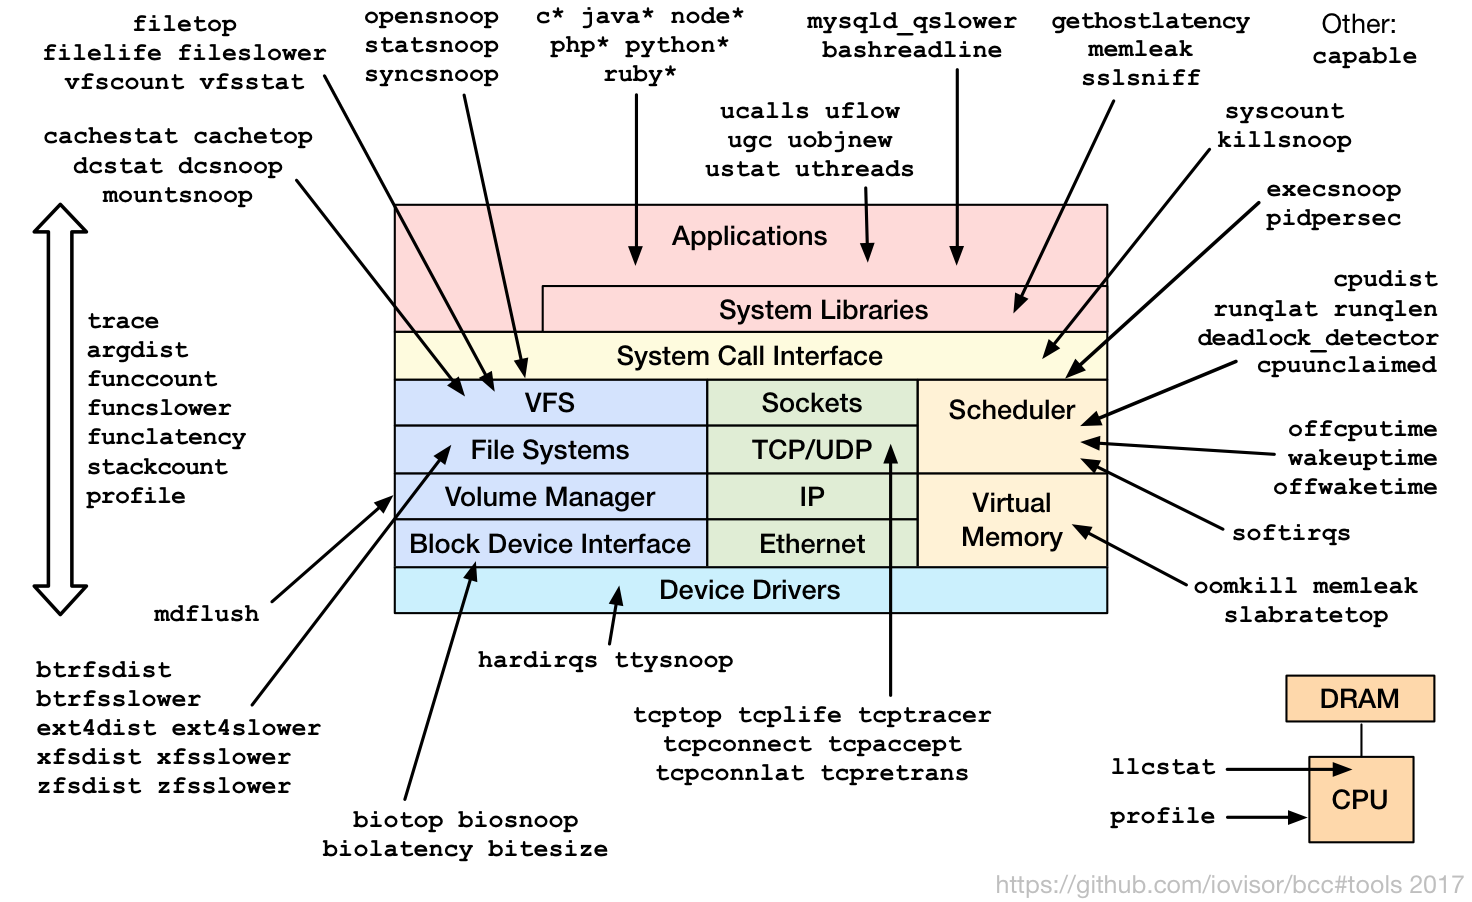 filetop
filelife fileslower
vfscount vfsstat
opensnoop
statsnoop
syncsnoop
c* java* node*
php* python*
ruby*
mysqld_qslower
bashreadline
gethostlatency
memleak
sslsniff
Other:
capable
cachestat cachetop
dcstat dcsnoop
mountsnoop
ucalls uflow
ugc uobjnew
ustat uthreads
syscount
killsnoop
execsnoop
pidpersec
cpudist
runqlat runqlen
deadlock_detector
cpuunclaimed
offcputime
wakeuptime
offwaketime
softirqs
oomkill memleak
slabratetop
trace
argdist
funccount
funcslower
funclatency
stackcount
profile
Applications
System Libraries
System Call Interface
VFS
Sockets
Scheduler
File Systems
TCP/UDP
Volume Manager
IP
Virtual
Memory
Block Device Interface
Ethernet
Device Drivers
mdflush
hardirqs ttysnoop
btrfsdist
btrfsslower
ext4dist ext4slower
xfsdist xfsslower
zfsdist zfsslower
tcptop tcplife tcptracer
tcpconnect tcpaccept
tcpconnlat tcpretrans
biotop biosnoop
biolatency bitesize
DRAM
llcstat
CPU
profile
https://github.com/iovisor/bcc#tools 2017